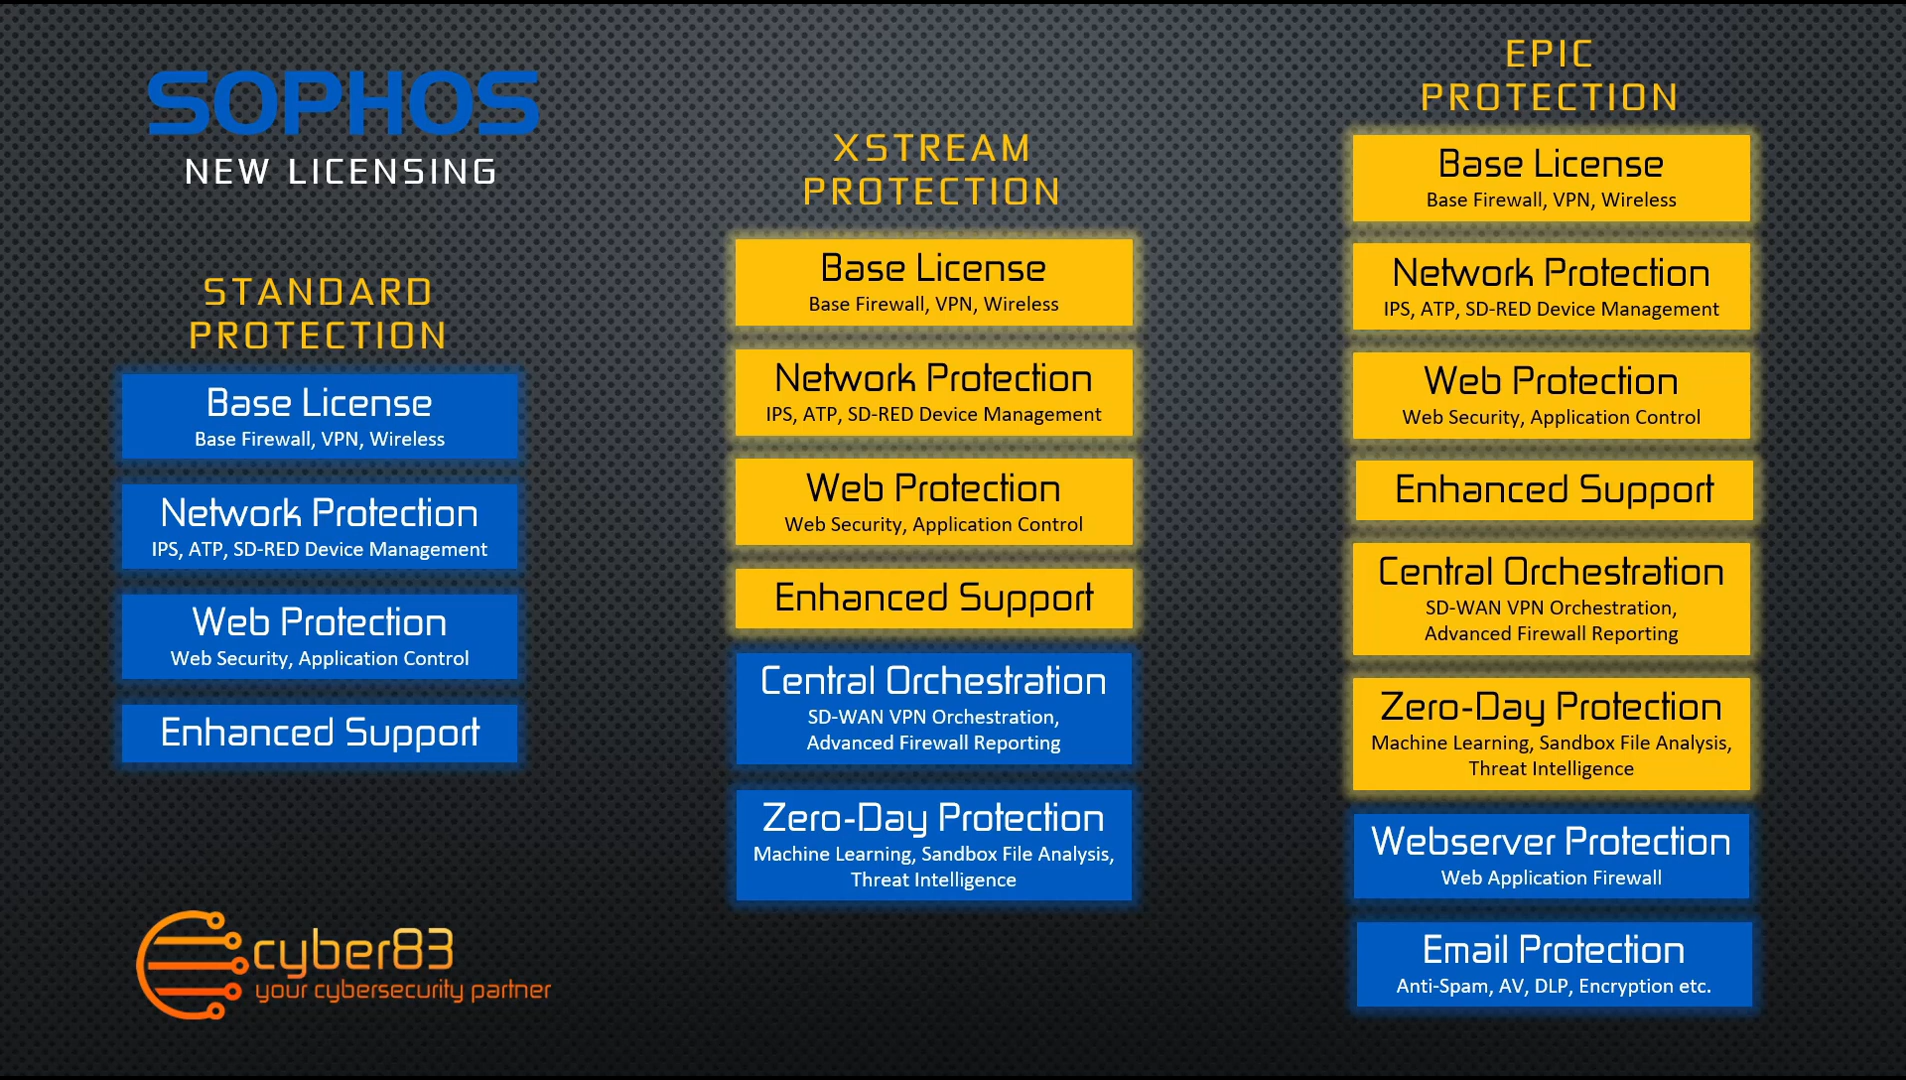 SOPHOS
NEW LICENSING
STANDARD
PROTECTION
Base License
Base Firewall, VPN, Wireless
Network Protection
IPS, ATP, SD-RED Device Management
Web Protection
Web Security, Application Control
Enhanced Support
cyber83
your cybersecurity partner
XSTREAM
PROTECTION
Base License
Base Firewall, VPN, Wireless
Network Protection
IPS, ATP, SD-RED Device Management
Web Protection
Web Security, Application Control
Enhanced Support
Central Orchestration
SD-WAN VPN Orchestration,
Advanced Firewall Reporting
Zero-Day Protection
Machine Learning, Sandbox File Analysis,
Threat Intelligence
EPIC
PROTECTION
Base License
Base Firewall, VPN, Wireless
Network Protection
IPS, ATP, SD-RED Device Management
Web Protection
Web Security, Application Control
Enhanced Support
Central Orchestration
SD-WAN VPN Orchestration,
Advanced Firewall Reporting
Zero-Day Protection
Machine Learning, Sandbox File Analysis,
Threat Intelligence
Webserver Protection
Web Application Firewall
Email Protection
Anti-Spam, AV, DLP, Encryption etc.